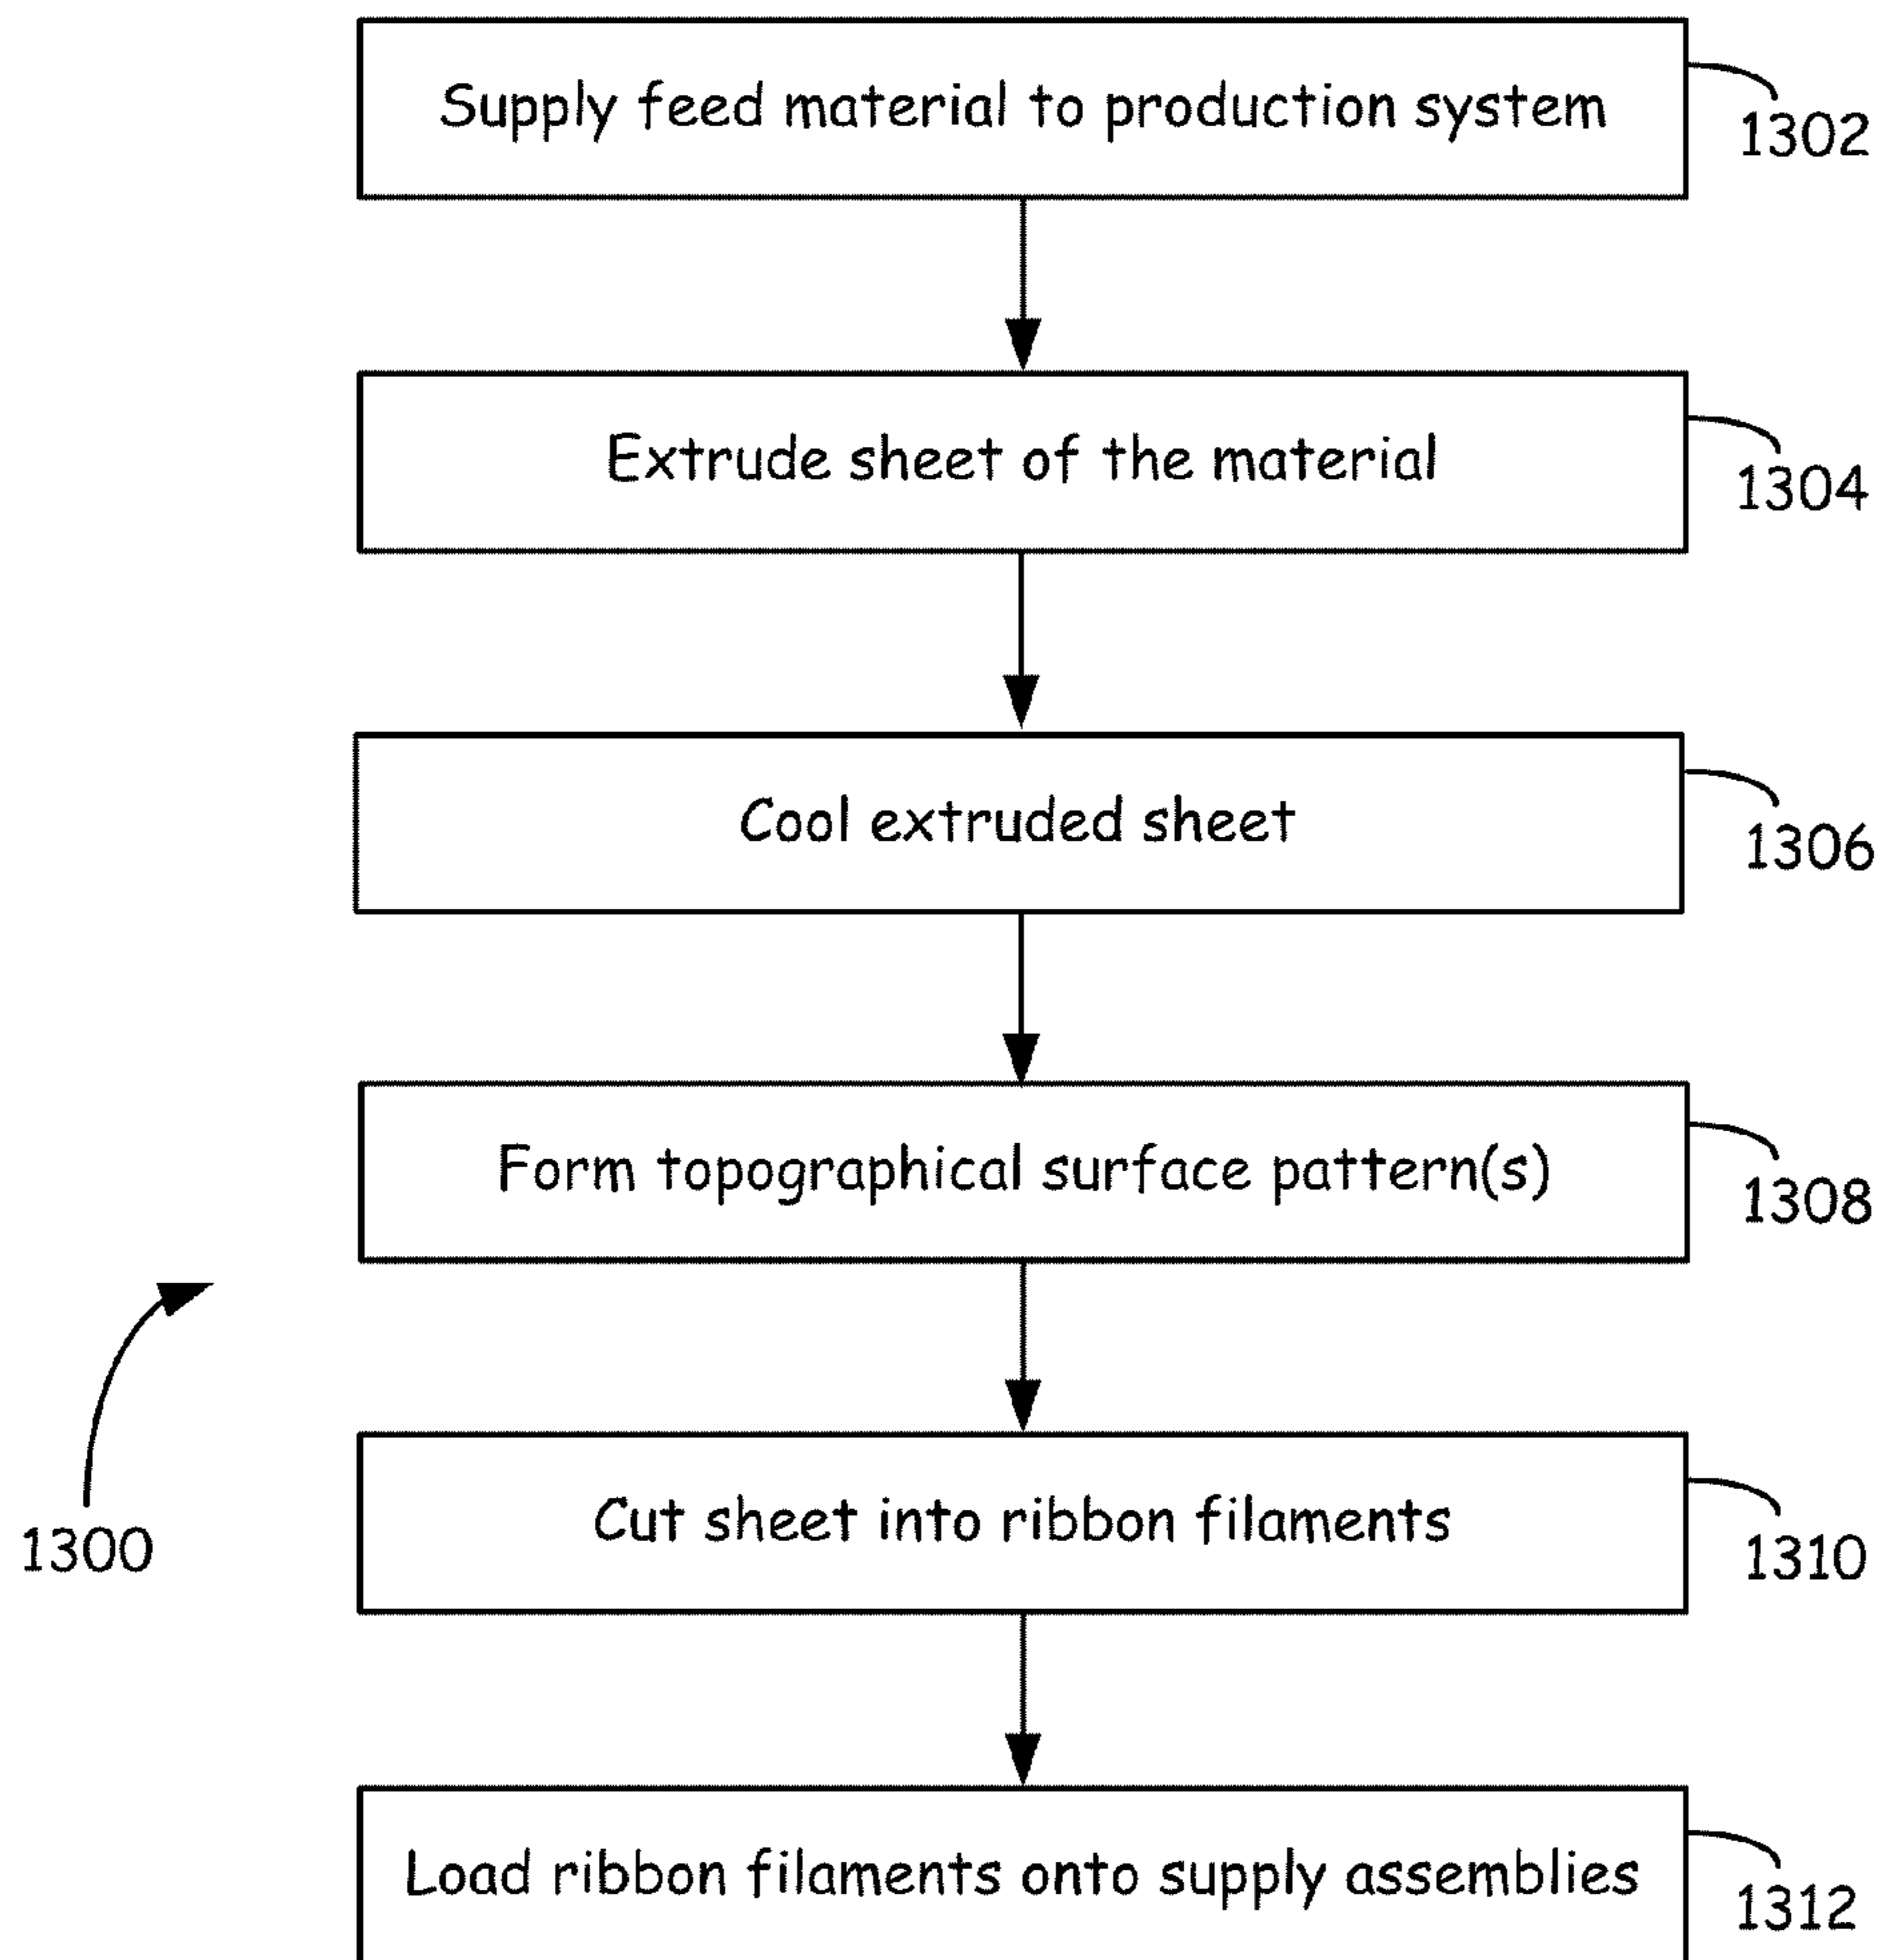 Supply feed material to production system
1302
Extrude sheet of the material
1304
Cool extruded sheet
1306
Form topographical surface pattern(s)
1308
Cut sheet into ribbon filaments
1300
1310
Load ribbon filaments onto supply assemblies
1312